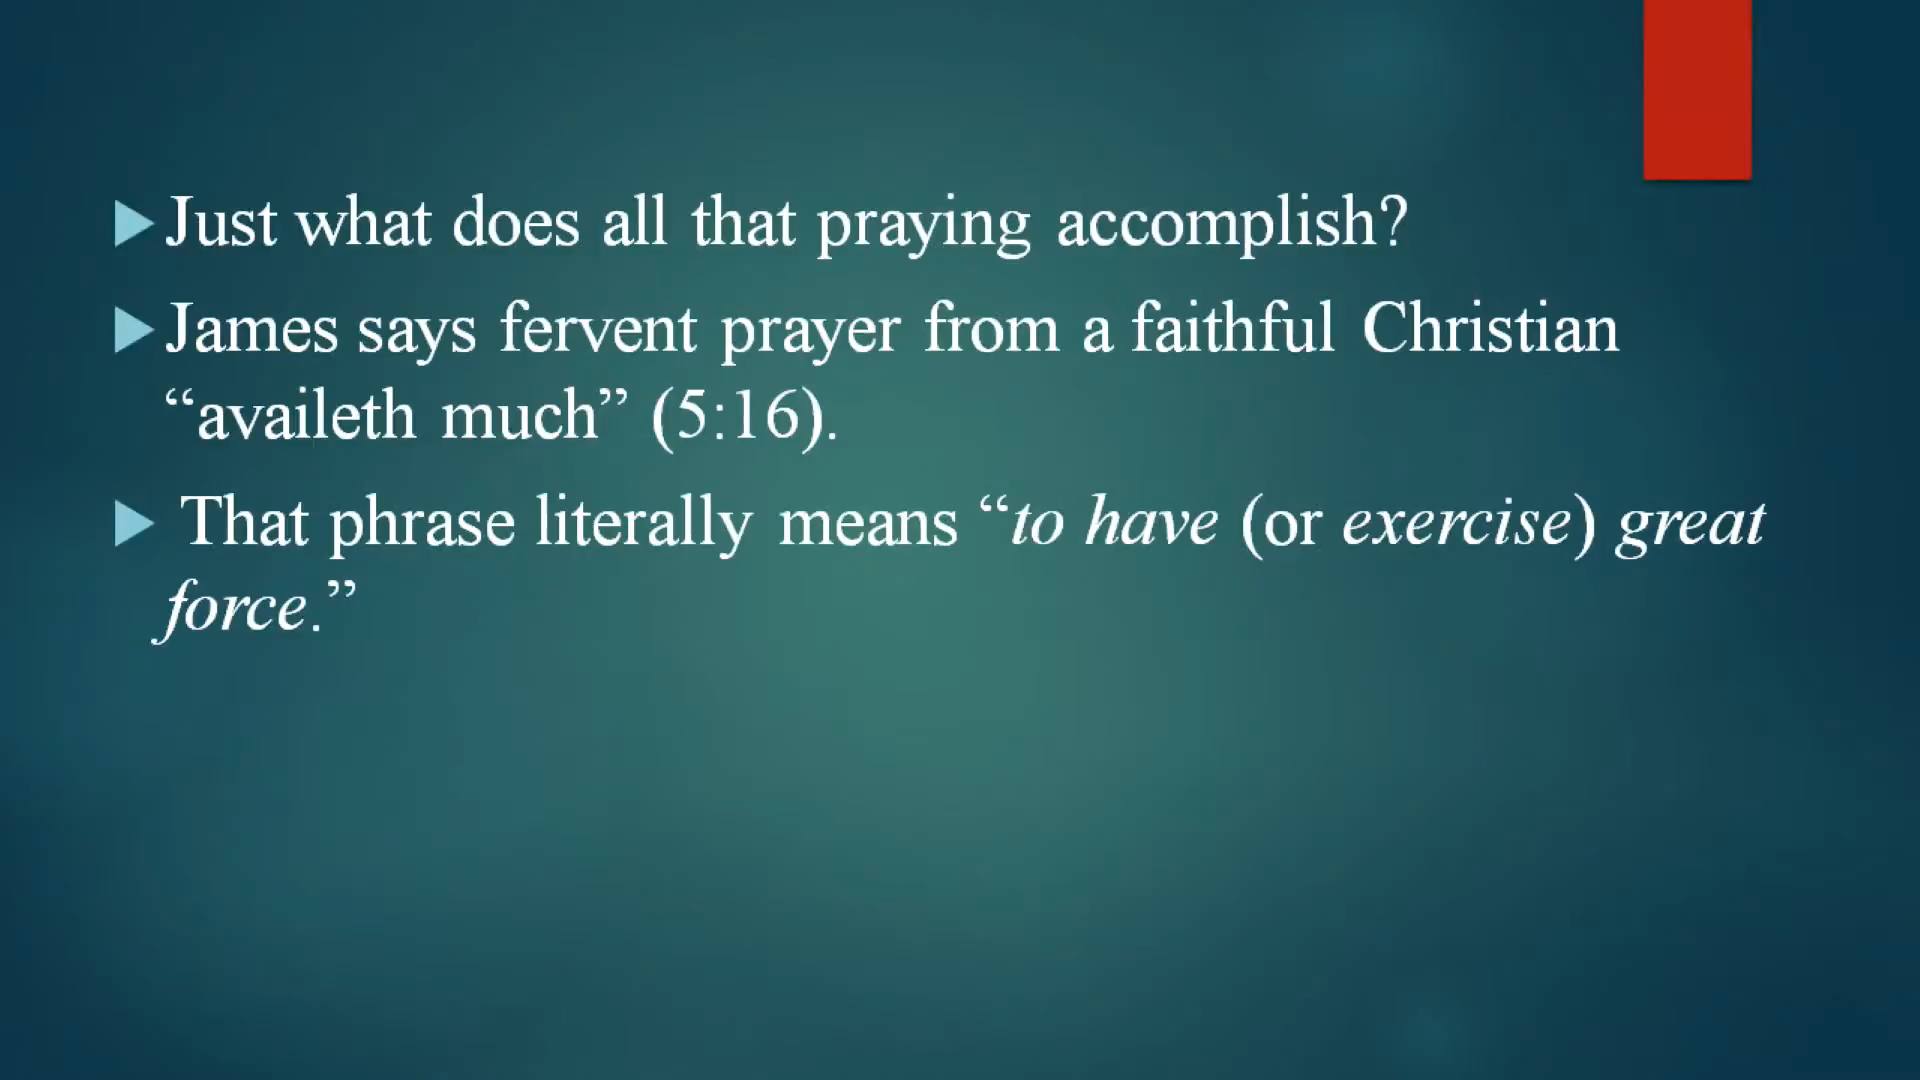 Just what does all that praying accomplish?
James says fervent prayer from a faithful Christian
“availeth much” (5:16).
That phrase literally means “to have (or exercise) great
force.”